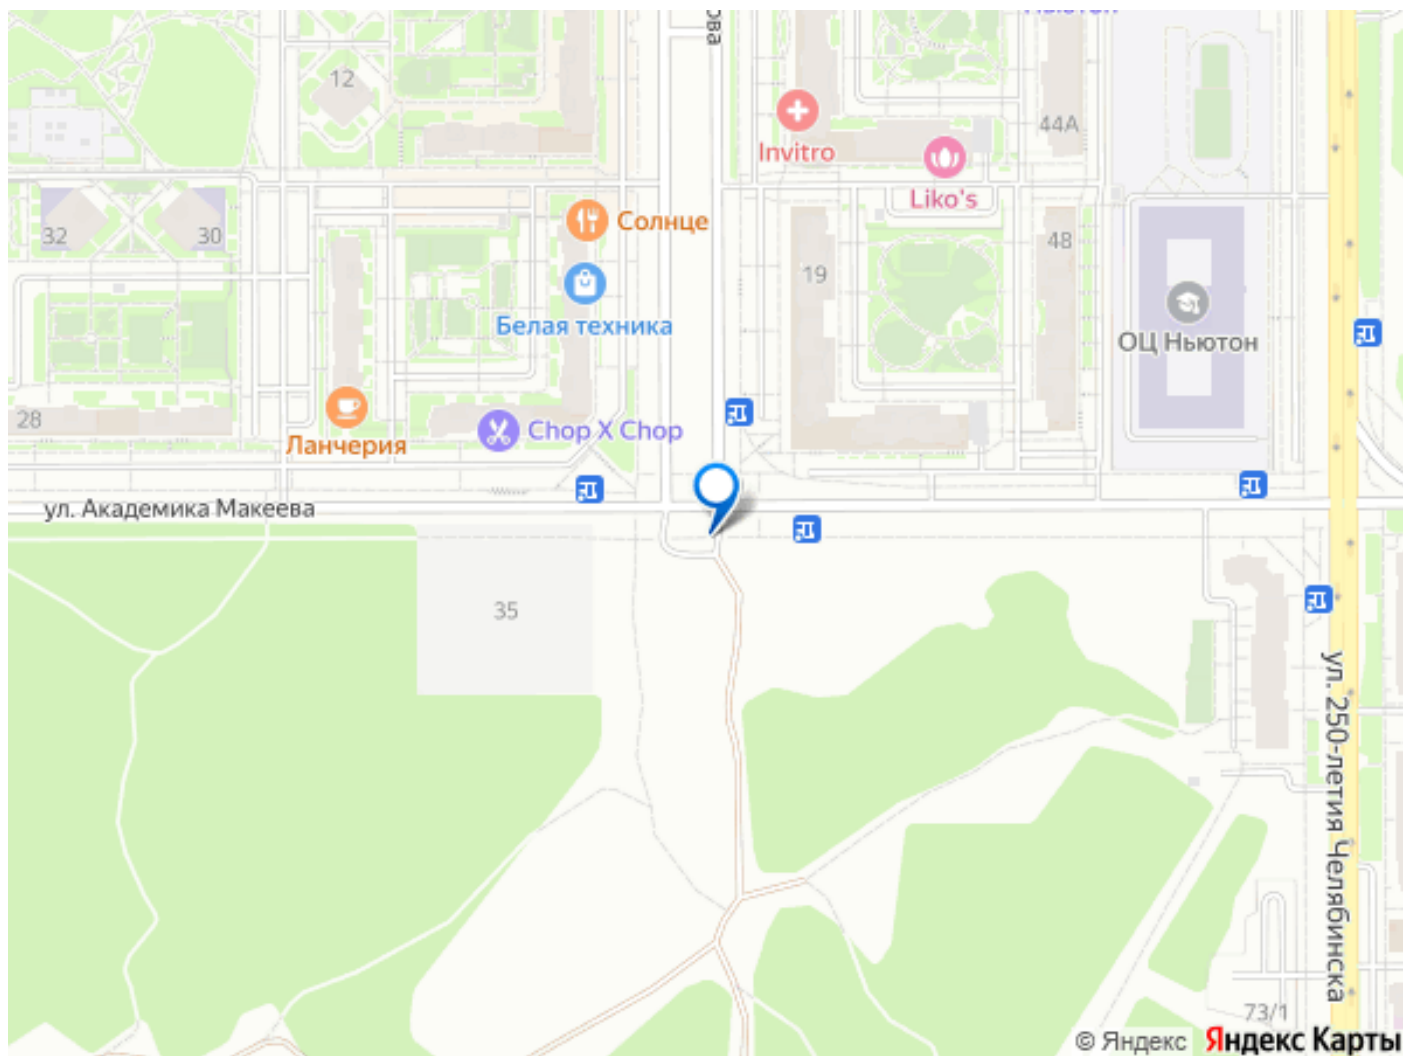 12
44А
Invitro
Liko's
32
30
Солнце
19
48
Белая техника
ОЦ Ньютон
28
Ланчерия
Chop X Chop
ул. Академика Макеева
35
ул. 250-летия Челябинска
73/1
© Яндекс Яндекс Карты